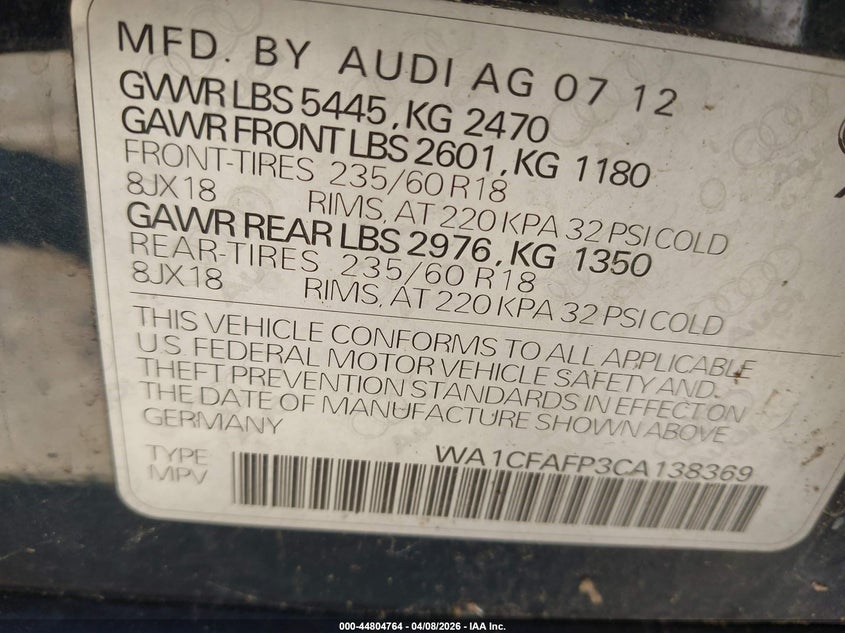 MFD. BY AUDI AG 07 12
GVWR LBS 5445, KG 2470
GAWR FRONT LBS 2601, KG 1180
FRONT-TIRES 235/60 R18
8JX18 RIMS, AT 220 KPA 32 PSI COLD
GAWR REAR LBS 2976, KG 1350
REAR-TIRES 235/60 R18
8JX18 RIMS, AT 220 KPA 32 PSI COLD
THIS VEHICLE CONFORMS TO ALL APPLICABLE
U.S. FEDERAL MOTOR VEHICLE SAFETY AND
THEFT PREVENTION STANDARDS IN EFFECT ON
THE DATE OF MANUFACTURE SHOWN ABOVE
GERMANY
TYPE WA1CFAFP3CA138369
MPV
000-44804764 - 04/08/2026 - IAA Inc.